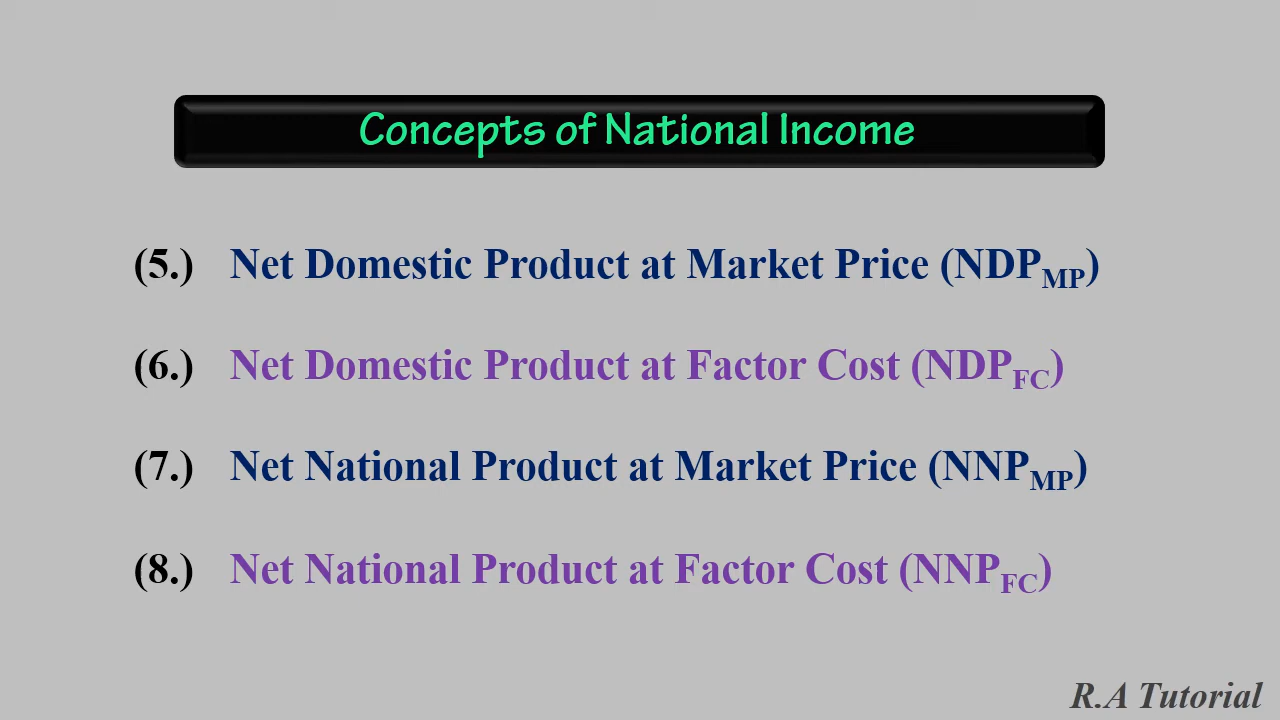 Concepts of National Income
(5.) Net Domestic Product at Market Price (NDPMP)
(6.) Net Domestic Product at Factor Cost (NDPFC)
(7.) Net National Product at Market Price (NNPMP)
(8.) Net National Product at Factor Cost (NNPFC)
R.A Tutorial